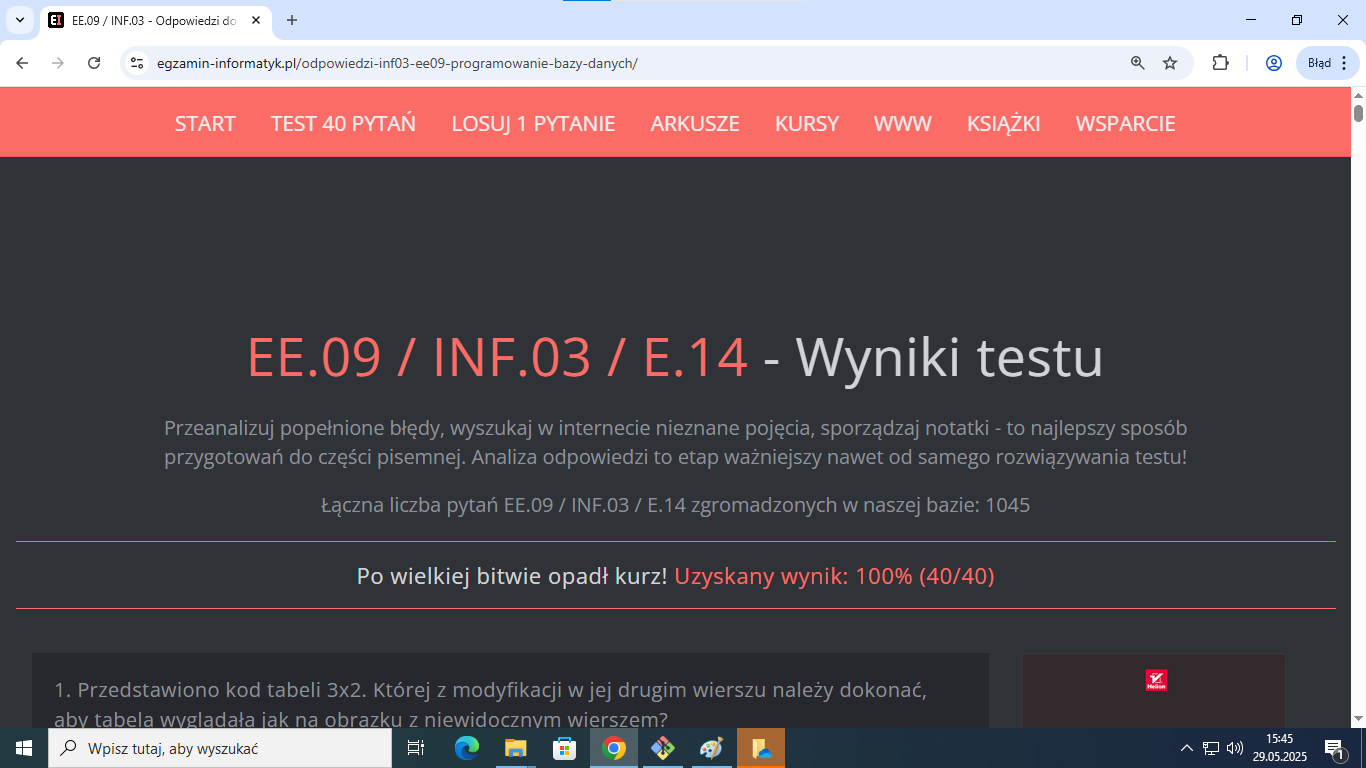 EE.09 / INF.03 - Odpowiedzi do
egzamin-informatyk.pl/odpowiedzi-inf03-ee09-programowanie-bazy-danych/
Błąd
START TEST 40 PYTAŃ LOSUJ 1 PYTANIE ARKUSZE KURSY WWW KSIĄŻKI WSPARCIE
EE.09 / INF.03 / E.14 - Wyniki testu
Przeanalizuj popełnione błędy, wyszukaj w internecie nieznane pojęcia, sporządzaj notatki - to najlepszy sposób
przygotowań do części pisemnej. Analiza odpowiedzi to etap ważniejszy nawet od samego rozwiązywania testu!
Łączna liczba pytań EE.09 / INF.03 / E.14 zgromadzonych w naszej bazie: 1045
Po wielkiej bitwie opadł kurz! Uzyskany wynik: 100% (40/40)
1. Przedstawiono kod tabeli 3x2. Której z modyfikacji w jej drugim wierszu należy dokonać,
aby tabela wyglądała jak na obrazku z niewidocznym wierszem?
Helion
Wpisz tutaj, aby wyszukać
15:45
29.05.2025
1